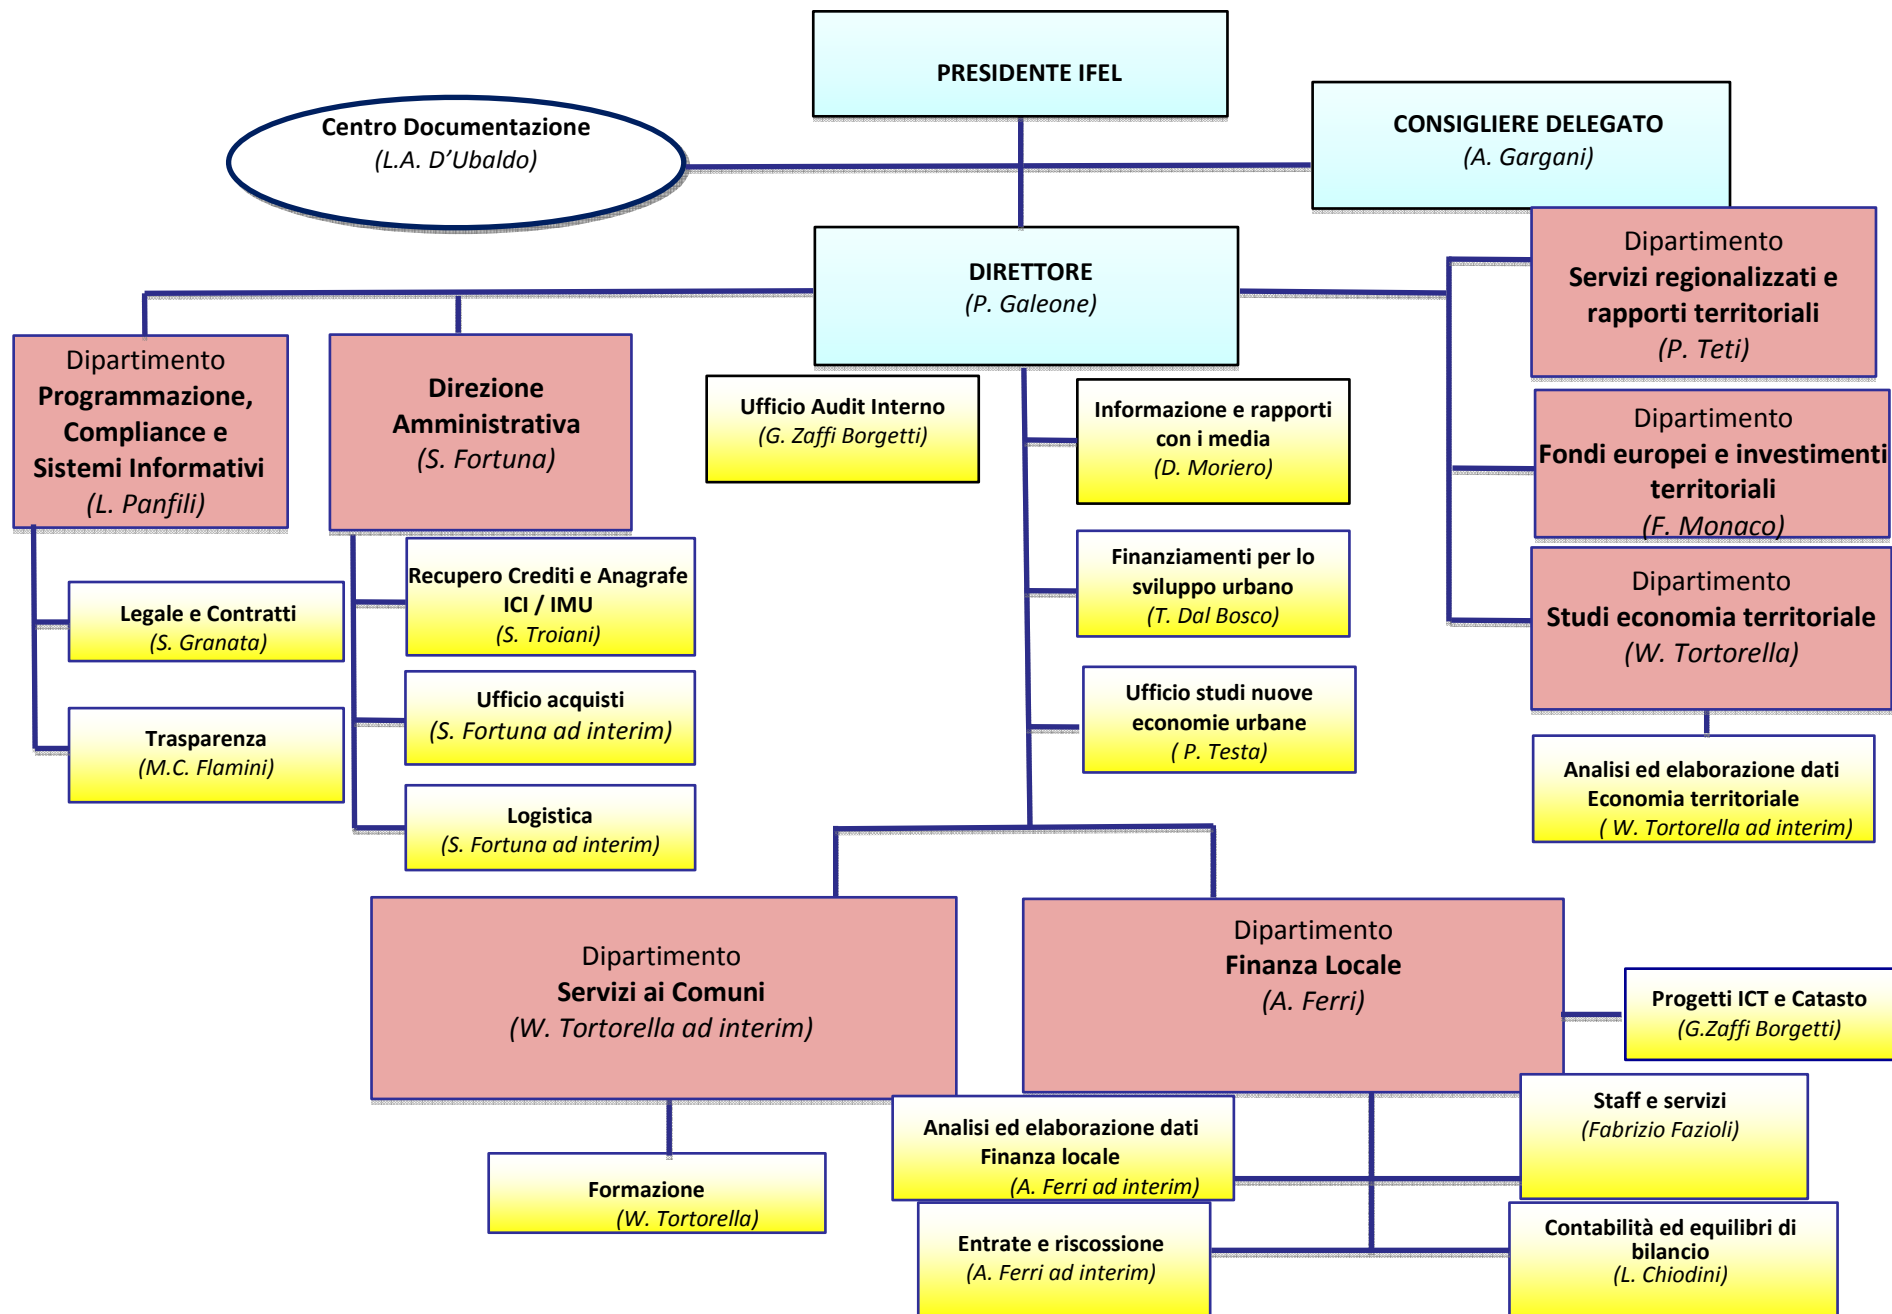 PRESIDENTE IFEL
Centro Documentazione
(L.A. D’Ubaldo)
CONSIGLIERE DELEGATO
(A. Gargani)
DIRETTORE
(P. Galeone)
Dipartimento
Servizi regionalizzati e
rapporti territoriali
(P. Teti)
Dipartimento
Programmazione,
Compliance e
Sistemi Informativi
(L. Panfili)
Direzione
Amministrativa
(S. Fortuna)
Ufficio Audit Interno
(G. Zaffi Borgetti)
Informazione e rapporti
con i media
(D. Moriero)
Dipartimento
Fondi europei e investimenti
territoriali
(F. Monaco)
Legale e Contratti
(S. Granata)
Recupero Crediti e Anagrafe
ICI / IMU
(S. Troiani)
Finanziamenti per lo
sviluppo urbano
(T. Dal Bosco)
Dipartimento
Studi economia territoriale
(W. Tortorella)
Trasparenza
(M.C. Flamini)
Ufficio acquisti
(S. Fortuna ad interim)
Ufficio studi nuove
economie urbane
( P. Testa)
Analisi ed elaborazione dati
Economia territoriale
( W. Tortorella ad interim)
Logistica
(S. Fortuna ad interim)
Dipartimento
Servizi ai Comuni
(W. Tortorella ad interim)
Dipartimento
Finanza Locale
(A. Ferri)
Progetti ICT e Catasto
(G.Zaffi Borgetti)
Formazione
(W. Tortorella)
Analisi ed elaborazione dati
Finanza locale
(A. Ferri ad interim)
Staff e servizi
(Fabrizio Fazioli)
Entrate e riscossione
(A. Ferri ad interim)
Contabilità ed equilibri di
bilancio
(L. Chiodini)